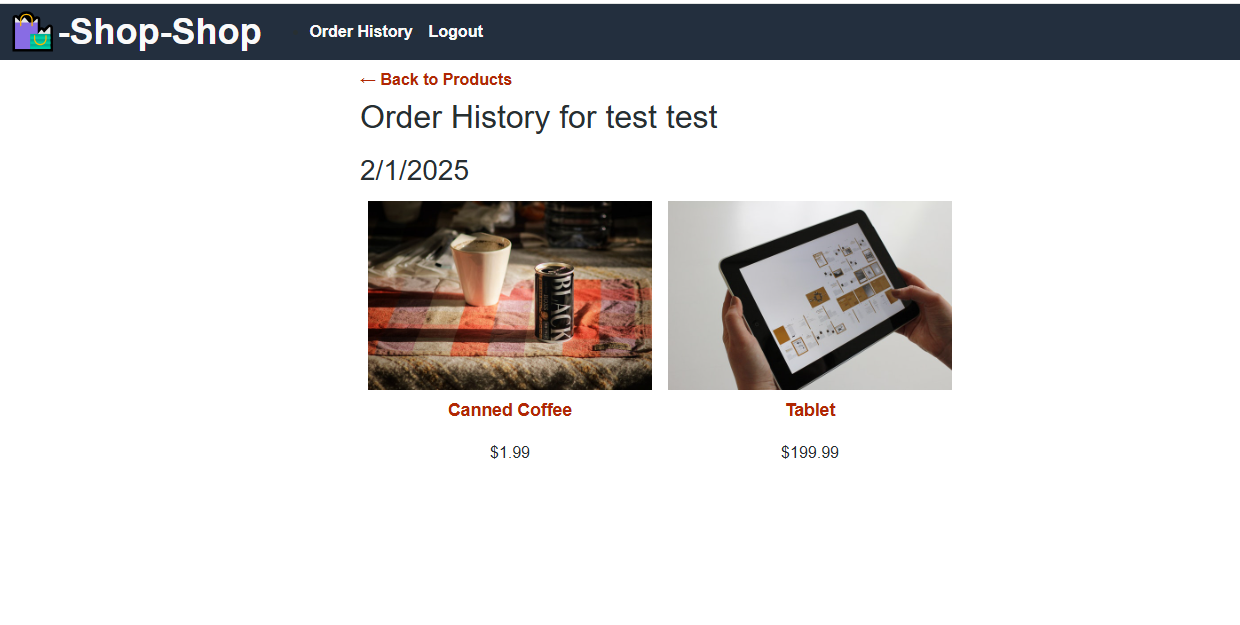 -Shop-Shop Order History Logout
← Back to Products
Order History for test test
2/1/2025
BLACK
Canned Coffee Tablet
$1.99 $199.99